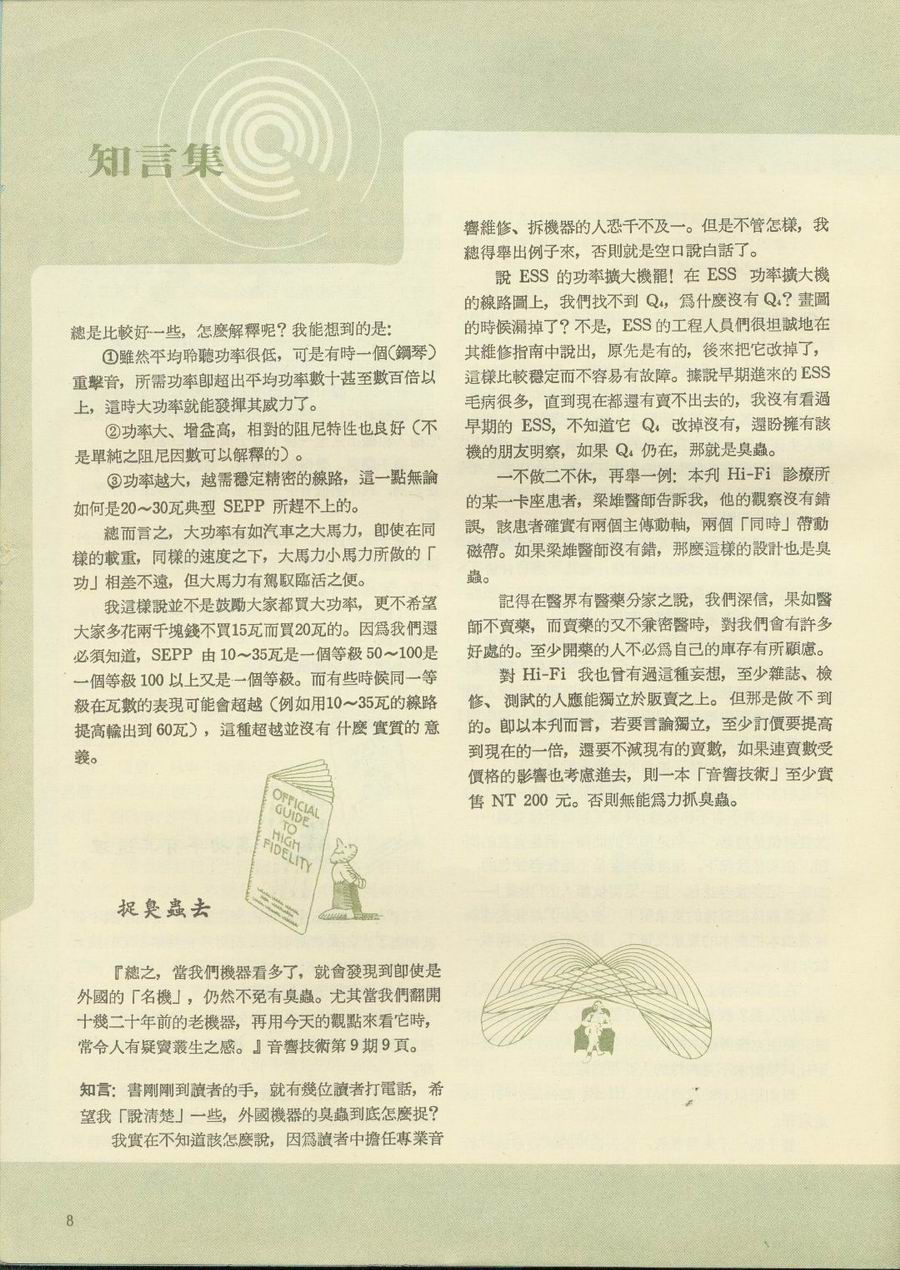 知言集
總是比較好一些，怎麼解釋呢？我能想到的是：
①雖然平均聆聽功率很低，可是有時一個（鋼琴）
重擊音，所需功率卽超出平均功率數十甚至數百倍以
上，這時大功率就能發揮其威力了。
②功率大、增益高，相對的阻尼特性也良好（不
是單純之阻尼因數可以解釋的）。
③功率越大，越需穩定精密的線路，這一點無論
如何是20～30瓦典型 SEPP 所趕不上的。
總而言之，大功率有如汽車之大馬力，卽使在同
樣的載重，同樣的速度之下，大馬力小馬力所做的「
功」相差不遠，但大馬力有駕馭臨活之便。
我這樣說並不是鼓勵大家都買大功率，更不希望
大家多花兩千塊錢不買15瓦而買20瓦的。因爲我們還
必須知道，SEPP 由 10～35瓦是一個等級 50～100是
一個等級 100 以上又是一個等級。而有些時候同一等
級在瓦數的表現可能會超越（例如用10～35瓦的線路
提高輸出到 60瓦），這種超越並沒有 什麼 實質的 意
義。
OFFICIAL
GUIDE
TO
HIGH
FIDELITY
捉臭蟲去
『總之，當我們機器看多了，就會發現到卽使是
外國的「名機」，仍然不免有臭蟲。尤其當我們翻開
十幾二十年前的老機器，再用今天的觀點來看它時，
常令人有疑竇叢生之感。』音響技術第 9 期 9 頁。
知言：書剛剛到讀者的手，就有幾位讀者打電話，希
望我「說清楚」一些，外國機器的臭蟲到底怎麼捉？
我實在不知道該怎麼說，因爲讀者中擔任專業音
響維修、拆機器的人恐千不及一。但是不管怎樣，我
總得舉出例子來，否則就是空口說白話了。
說 ESS 的功率擴大機罷！在 ESS 功率擴大機
的線路圖上，我們找不到 Q₄，爲什麼沒有 Q₄？畫圖
的時候漏掉了？不是，ESS 的工程人員們很坦誠地在
其維修指南中說出，原先是有的，後來把它改掉了，
這樣比較穩定而不容易有故障。據說早期進來的 ESS
毛病很多，直到現在都還有賣不出去的，我沒有看過
早期的 ESS，不知道它 Q₄ 改掉沒有，還盼擁有該
機的朋友明察，如果 Q₄ 仍在，那就是臭蟲。
一不做二不休，再舉一例：本刊 Hi-Fi 診療所
的某一卡座患者，梁雄醫師告訴我，他的觀察沒有錯
誤，該患者確實有兩個主傳動軸，兩個「同時」帶動
磁帶。如果梁雄醫師沒有錯，那麼這樣的設計也是臭
蟲。
記得在醫界有醫藥分家之說，我們深信，果如醫
師不賣藥，而賣藥的又不兼密醫時，對我們會有許多
好處的。至少開藥的人不必爲自己的庫存有所顧慮。
對 Hi-Fi 我也曾有過這種妄想，至少雜誌、檢
修、 測試的人應能獨立於販賣之上。 但那是做 不 到
的。卽以本刊而言，若要言論獨立，至少訂價要提高
到現在的一倍，還要不減現有的賣數，如果連賣數受
價格的影響也考慮進去，則一本「音響技術」至少實
售 NT 200 元。否則無能爲力抓臭蟲。
8